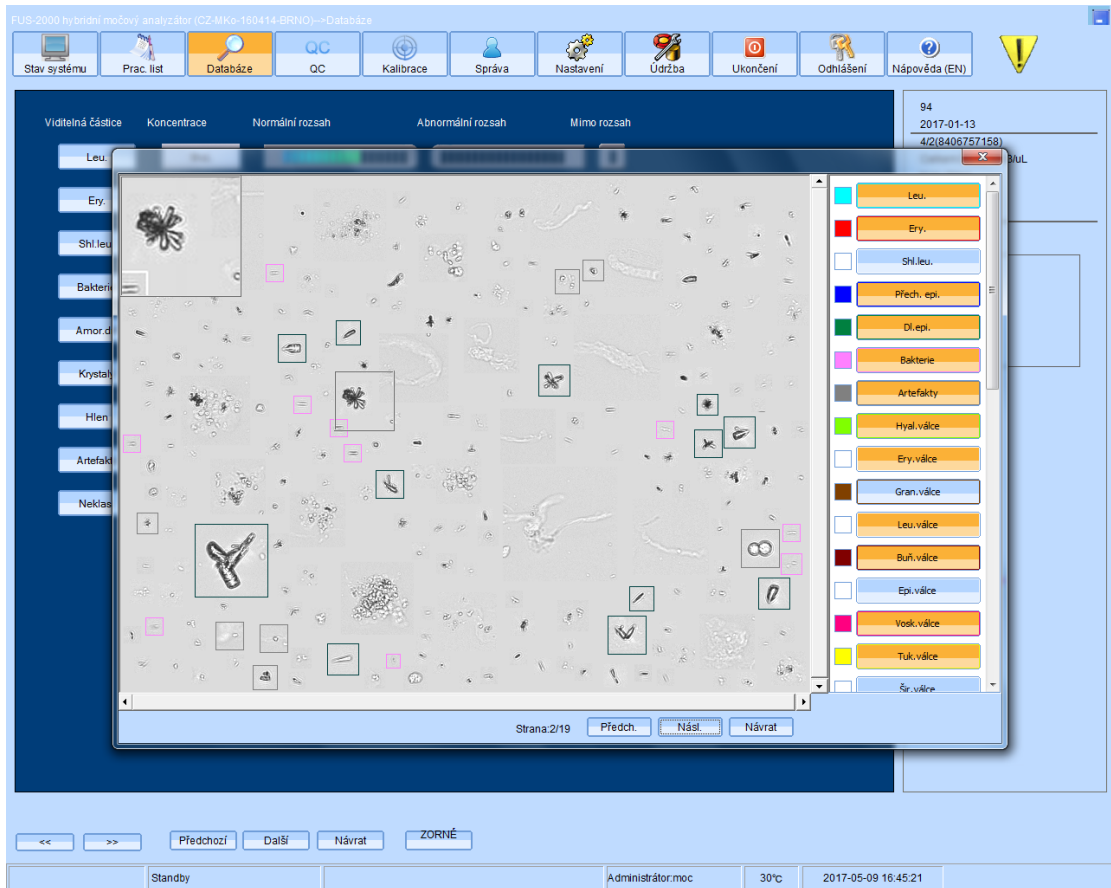 FUS-2000 hybridní močový analyzátor (CZ-MKo-160414-BRNO)-->Databáze
Stav systému Prac. list Databáze QC QC Kalibrace Správa Nastavení Údržba Ukončení Odhlášení Nápověda (EN)
94
2017-01-13
4/2(8406757158)
3/uL
Viditelná částice Koncentrace Normální rozsah Abnormální rozsah Mimo rozsah
Leu.
Ery.
Shl.leu
Bakterie
Amor.d
Krystaly
Hlen
Artefakt
Neklas
Leu.
Ery.
Shl.leu.
Přech. epi.
Dl.epi.
Bakterie
Artefakty
Hyal.válce
Ery.válce
Gran.válce
Leu.válce
Buň.válce
Epi.válce
Vosk.válce
Tuk.válce
Šir.válce
Strana:2/19 Předch. Násl. Návrat
<< >> Předchozí Další Návrat ZORNÉ
Standby Administrátor:moc 30℃ 2017-05-09 16:45:21